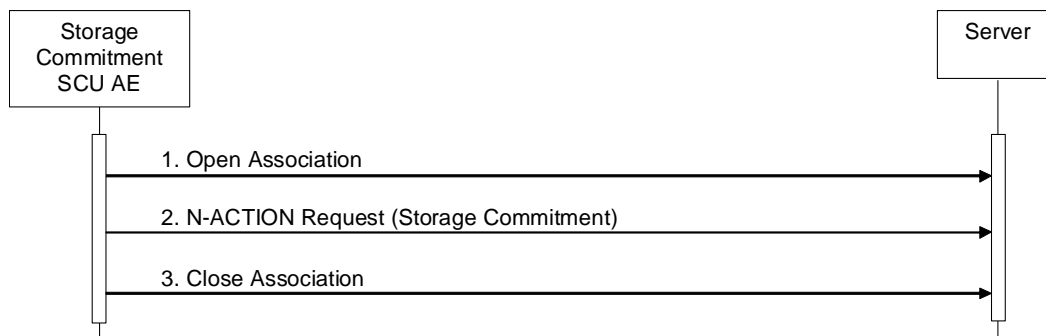 Storage
Commitment
SCU AE
Server
1. Open Association
2. N-ACTION Request (Storage Commitment)
3. Close Association